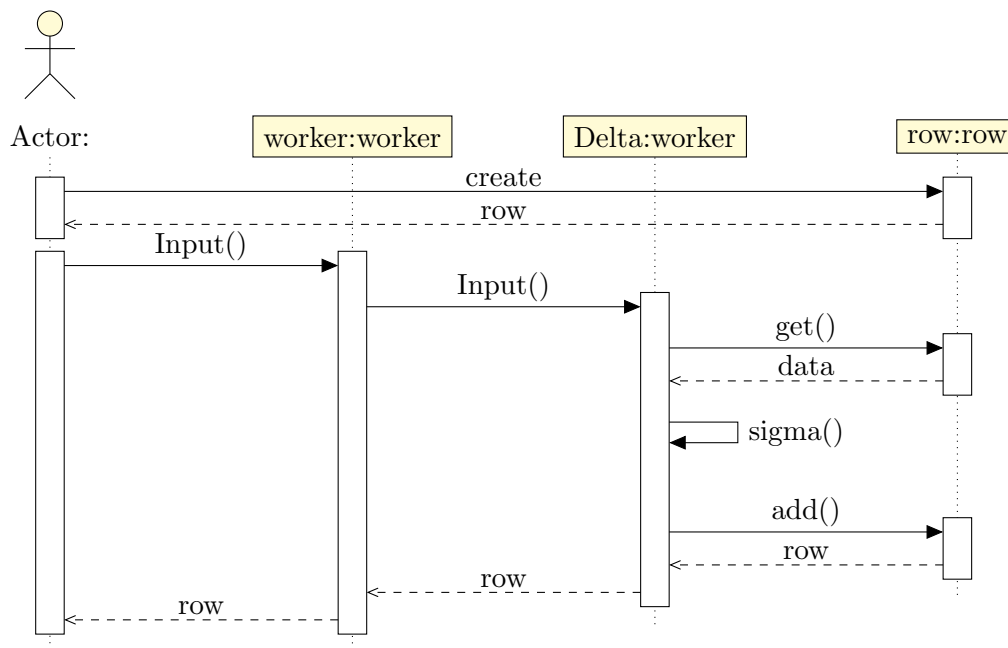 Actor:
worker:worker
Delta:worker
row:row
create
row
Input()
Input()
get()
data
sigma()
add()
row
row
row